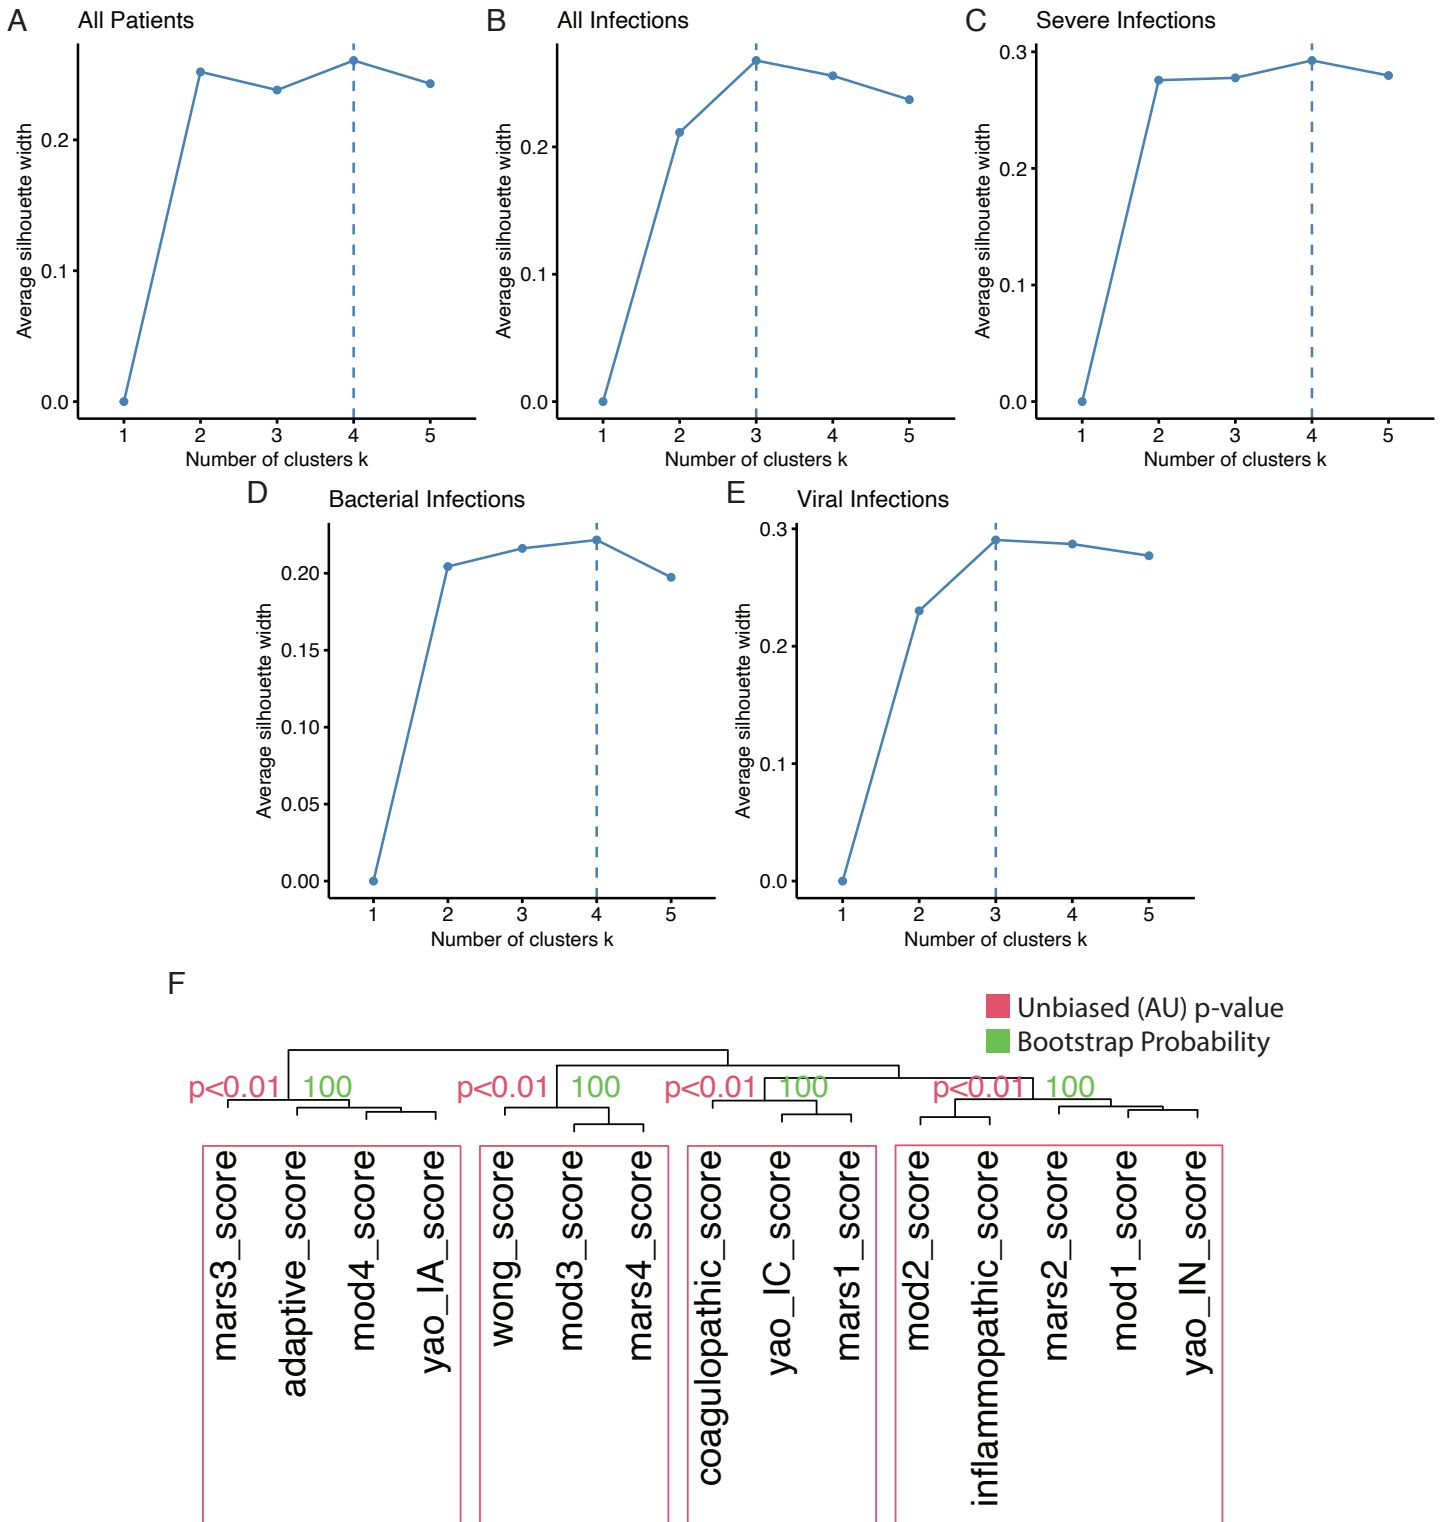 A
All Patients
Average silhouette width
0.2
0.1
0.0
1 2 3 4 5
Number of clusters k
B
All Infections
Average silhouette width
0.2
0.1
0.0
1 2 3 4 5
Number of clusters k
C
Severe Infections
Average silhouette width
0.3
0.2
0.1
0.0
1 2 3 4 5
Number of clusters k
D
Bacterial Infections
Average silhouette width
0.20
0.15
0.10
0.05
0.00
1 2 3 4 5
Number of clusters k
E
Viral Infections
Average silhouette width
0.3
0.2
0.1
0.0
1 2 3 4 5
Number of clusters k
F
Unbiased (AU) p-value
Bootstrap Probability
p<0.01 100
p<0.01 100
p<0.01 100
p<0.01 100
mars3_score
adaptive_score
mod4_score
yao_IA_score
wong_score
mod3_score
mars4_score
coagulopathic_score
yao_IC_score
mars1_score
mod2_score
inflammopathic_score
mars2_score
mod1_score
yao_IN_score